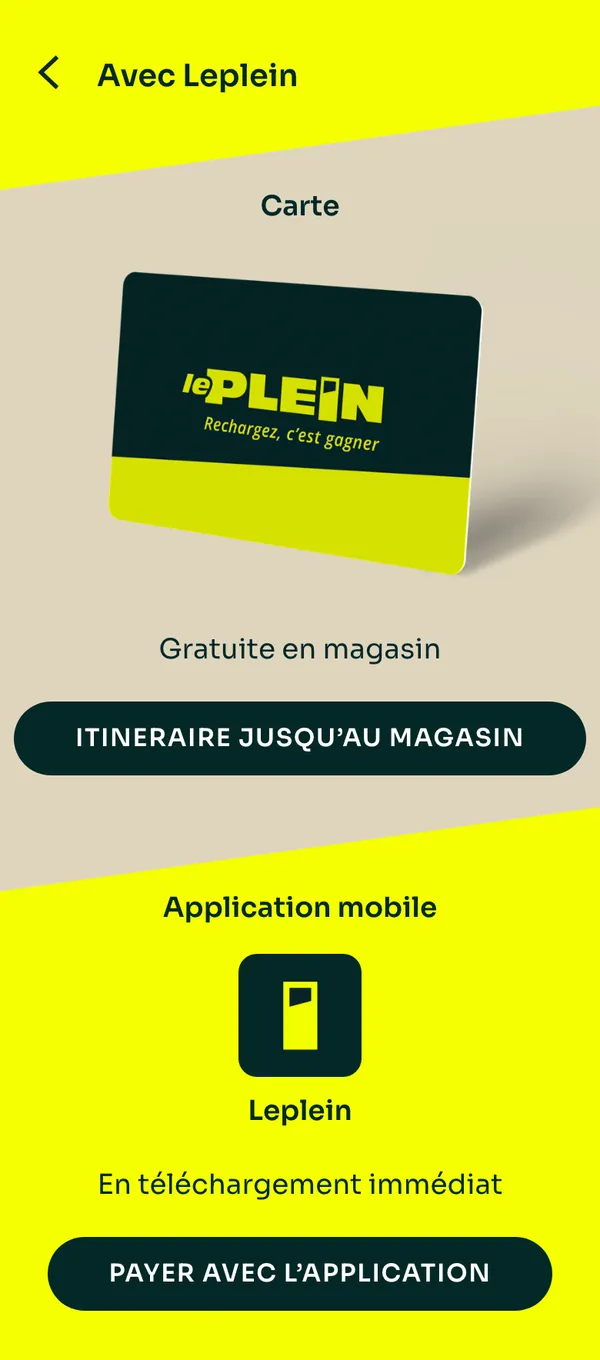 Avec Leplein
Carte
lePLEIN
Rechargez, c’est gagner
Gratuite en magasin
ITINERAIRE JUSQU’AU MAGASIN
Application mobile
Leplein
En téléchargement immédiat
PAYER AVEC L’APPLICATION